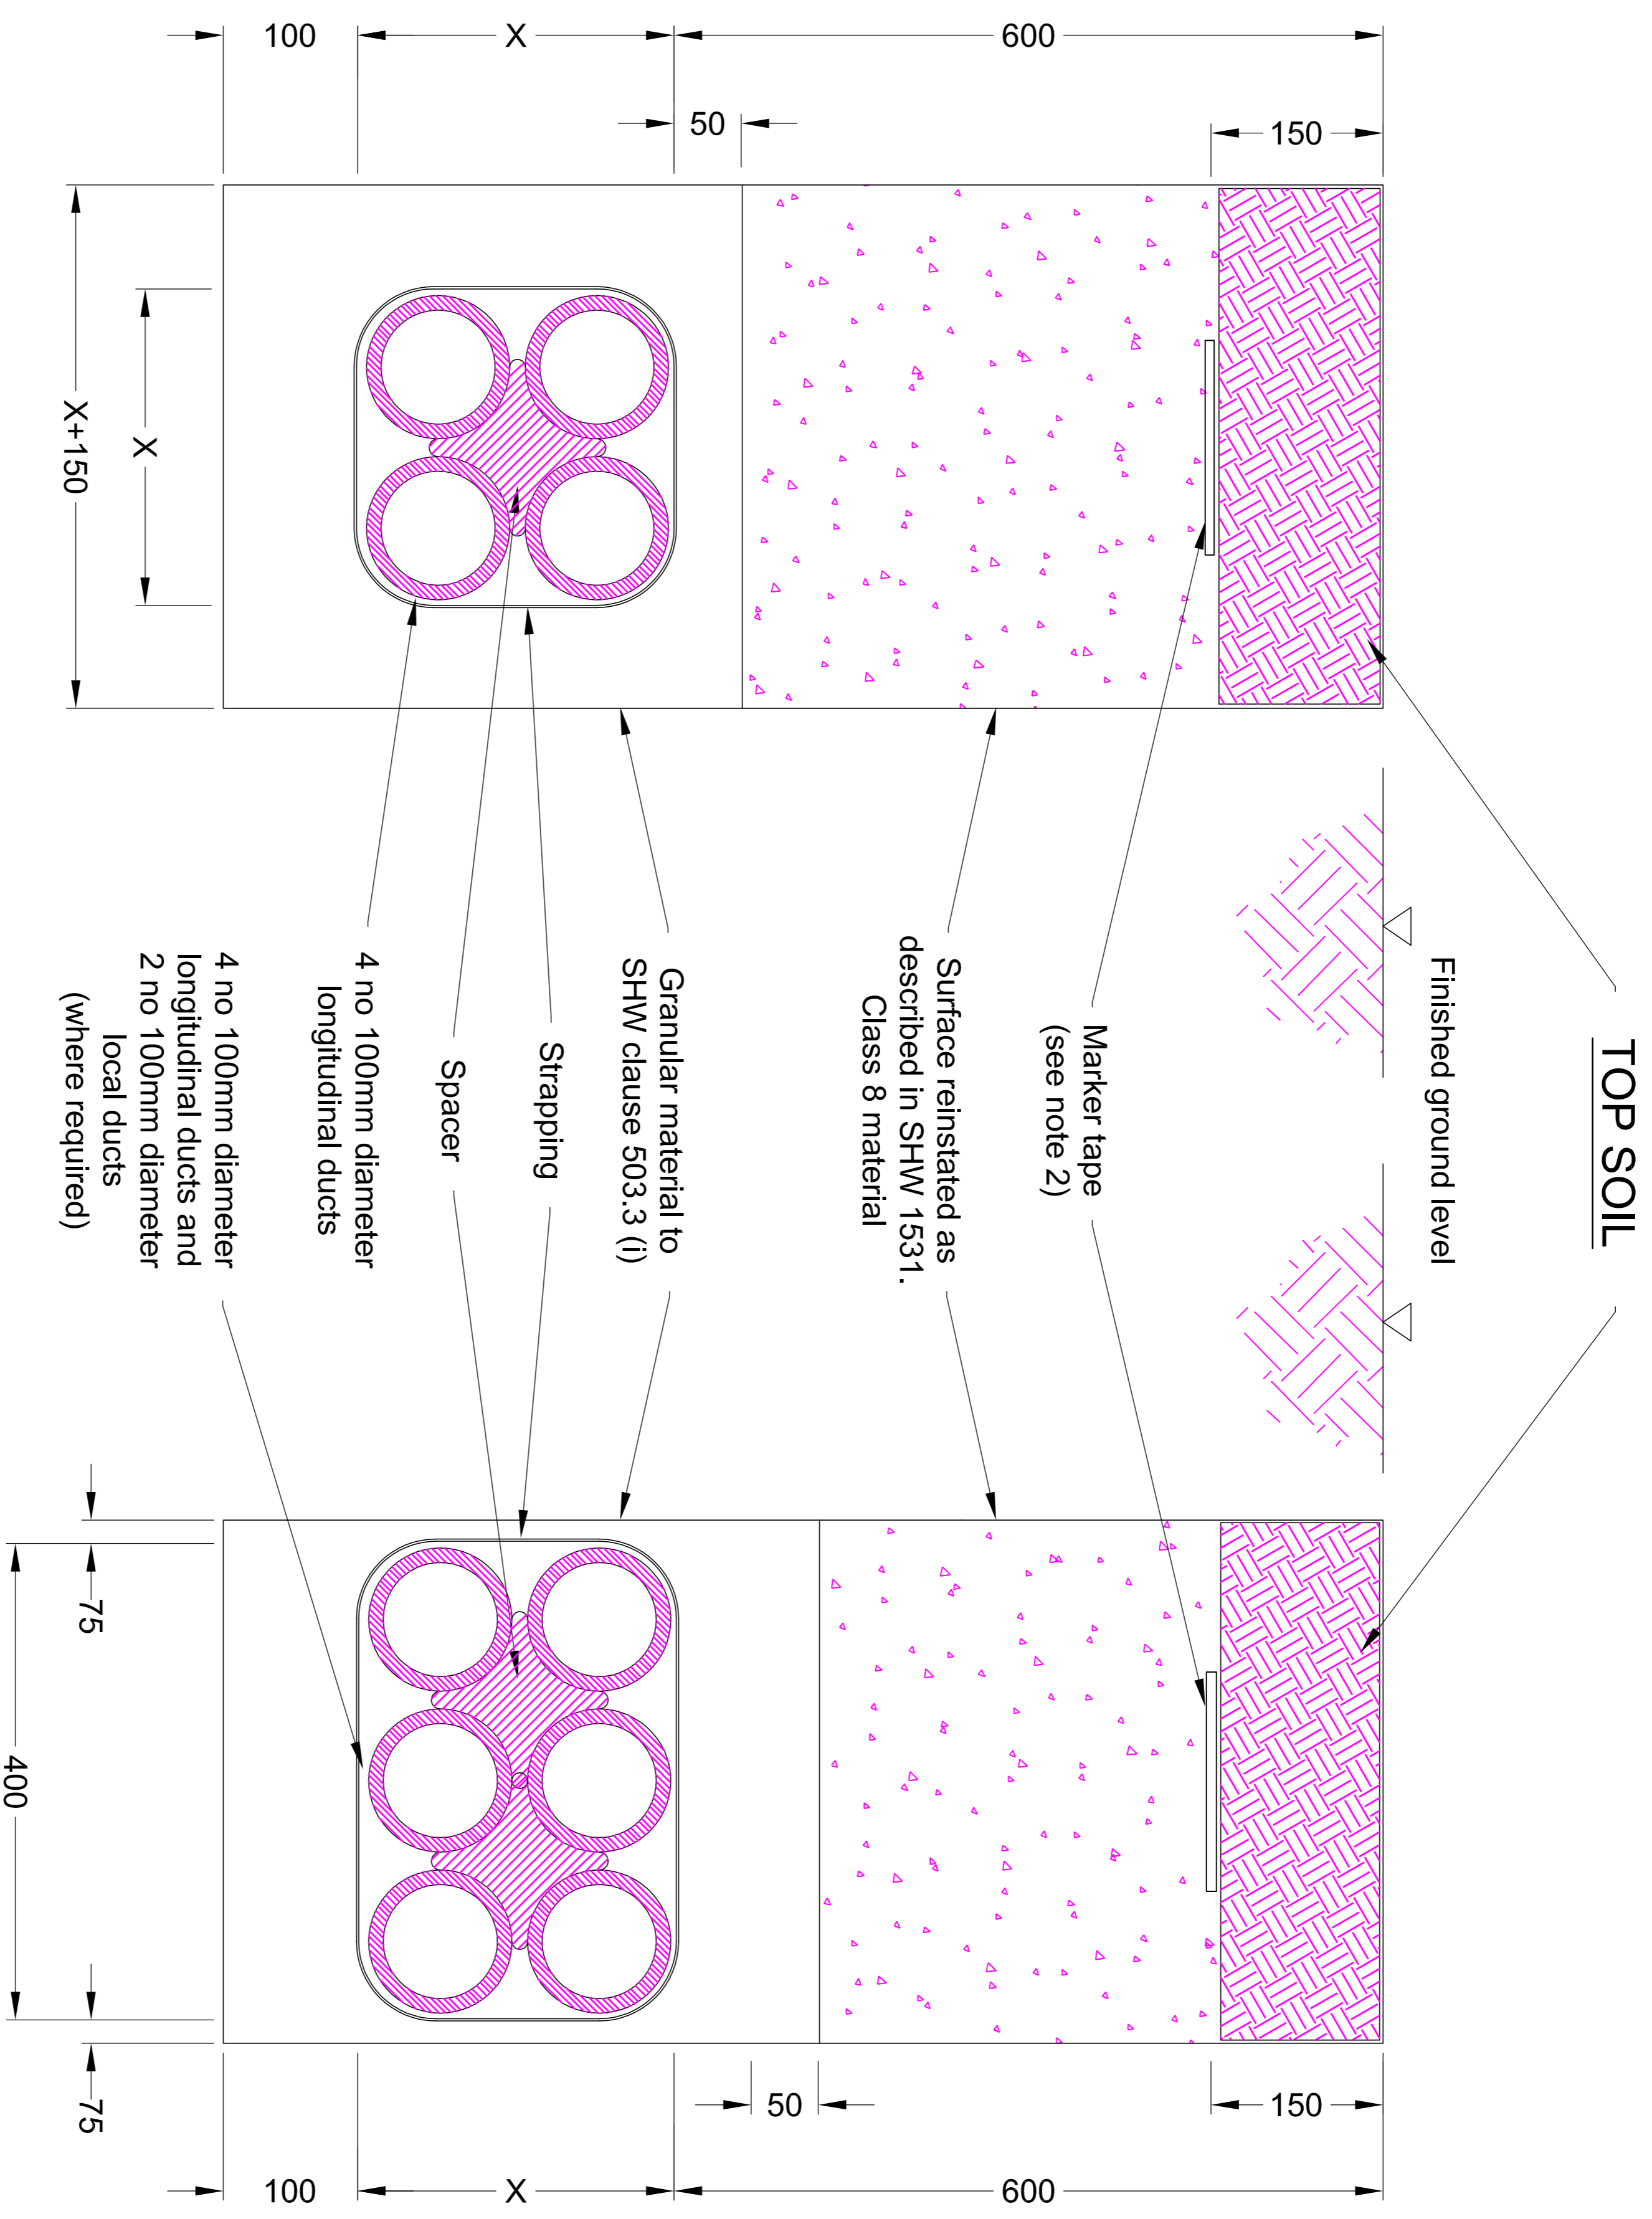 TOP SOIL
Finished ground level
Marker tape
(see note 2)
Surface reinstated as
described in SHW 1531.
Class 8 material
Granular material to
SHW clause 503.3 (i)
Strapping
Spacer
4 no 100mm diameter
longitudinal ducts
4 no 100mm diameter
longitudinal ducts and
2 no 100mm diameter
local ducts
(where required)
600
X
100
150
50
X
X+150
150
600
50
X
100
75
75
400